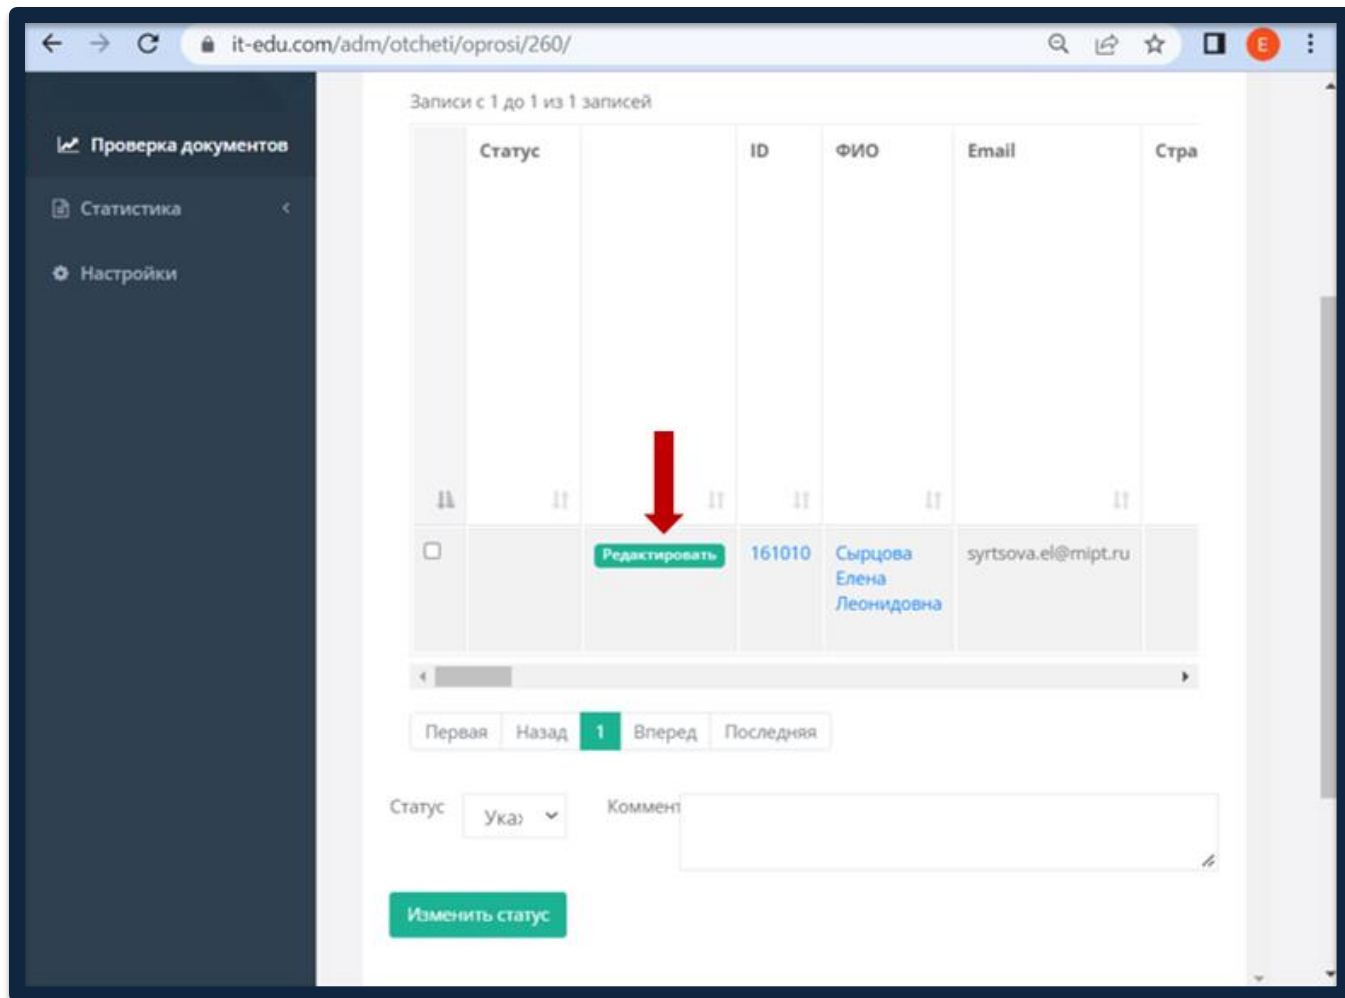 it-edu.com/adm/otcheti/oprosi/260/
E
Записи с 1 до 1 из 1 записей
Проверка документов
Статистика
Настройки
Статус ID ФИО Email Стра
Редактировать 161010 Сырцова syrtsova.el@mipt.ru
Елена
Леонидовна
Первая Назад 1 Вперед Последняя
Статус Ука Коммент
Изменить статус